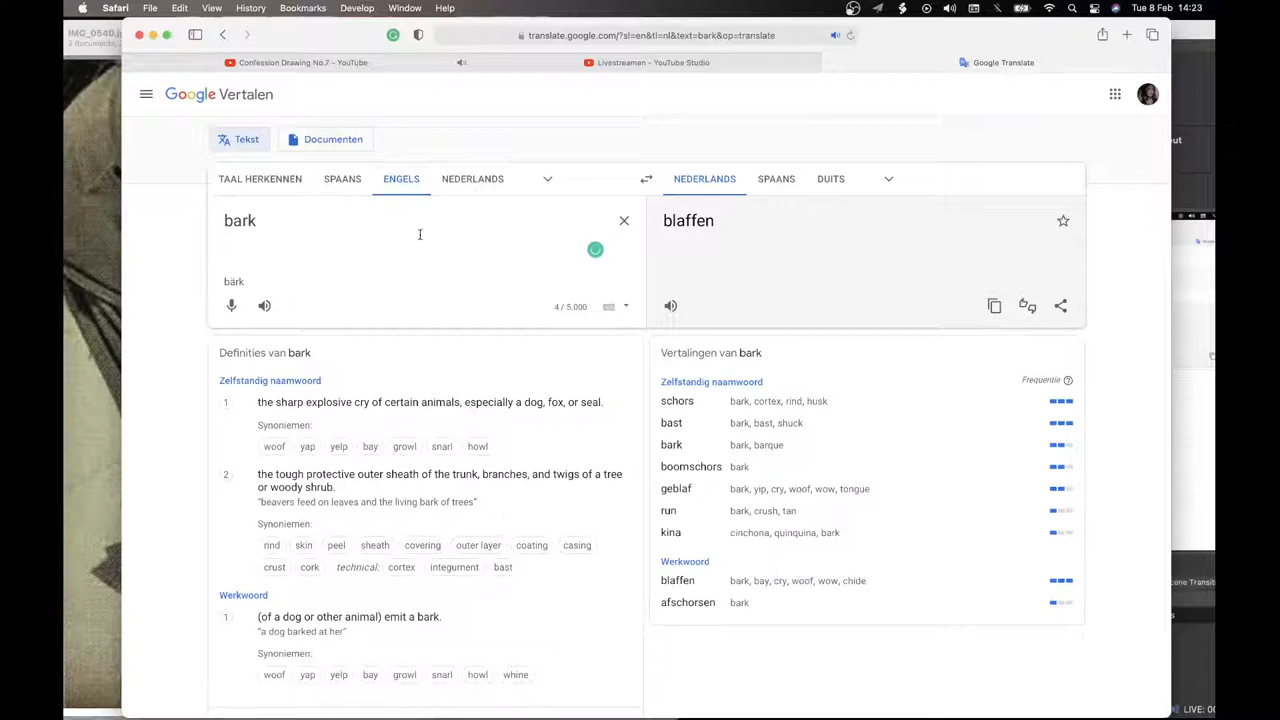 Safari File Edit View History Bookmarks Develop Window Help Tue 8 Feb 14:23
IMG_0540.j
translate.google.com/?sl=en&tl=nl&text=bark&op=translate
Confession Drawing No.7 – YouTube Livestreamen – YouTube Studio Google Translate
Google Vertalen
Tekst Documenten
TAAL HERKENNEN SPAANS ENGELS NEDERLANDS NEDERLANDS SPAANS DUITS
bark blaffen
bärk
4 / 5.000
Definities van bark
Zelfstandig naamwoord
1 the sharp explosive cry of certain animals, especially a dog, fox, or seal.
Synoniemen:
woof yap yelp bay growl snarl howl
2 the tough protective outer sheath of the trunk, branches, and twigs of a tree
or woody shrub.
"beavers feed on leaves and the living bark of trees"
Synoniemen:
rind skin peel sheath covering outer layer coating casing
crust cork technical: cortex integument bast
Werkwoord
1 (of a dog or other animal) emit a bark.
"a dog barked at her"
Synoniemen:
woof yap yelp bay growl snarl howl whine
Vertalingen van bark
Zelfstandig naamwoord Frequentie
schors bark, cortex, rind, husk
bast bark, bast, shuck
bark bark, barque
boomschors bark
geblaf bark, yip, cry, woof, wow, tongue
run bark, crush, tan
kina cinchona, quinquina, bark
Werkwoord
blaffen bark, bay, cry, woof, wow, chide
afschorsen bark
out
cene Transiti
LIVE: 00